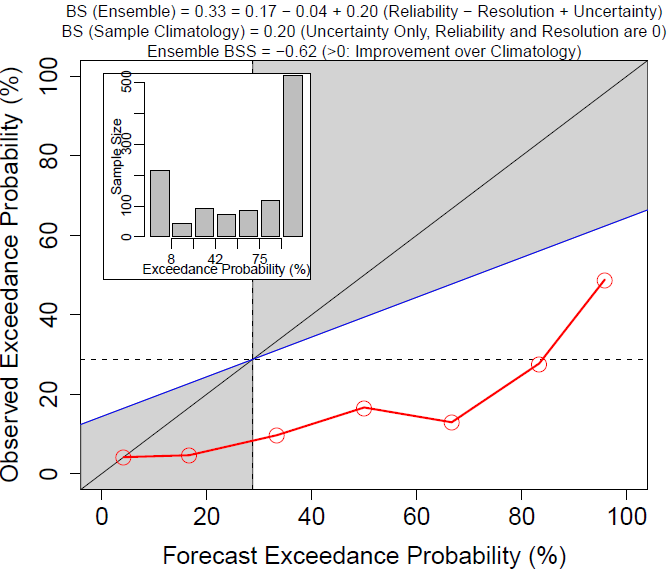 BS (Ensemble) = 0.33 = 0.17 − 0.04 + 0.20 (Reliability − Resolution + Uncertainty)
BS (Sample Climatology) = 0.20 (Uncertainty Only, Reliability and Resolution are 0)
Ensemble BSS = −0.62 (>0: Improvement over Climatology)
Observed Exceedance Probability (%)
100
80
60
40
20
0
Sample Size
500
300
100
0
8 42 75
Exceedance Probability (%)
0 20 40 60 80 100
Forecast Exceedance Probability (%)